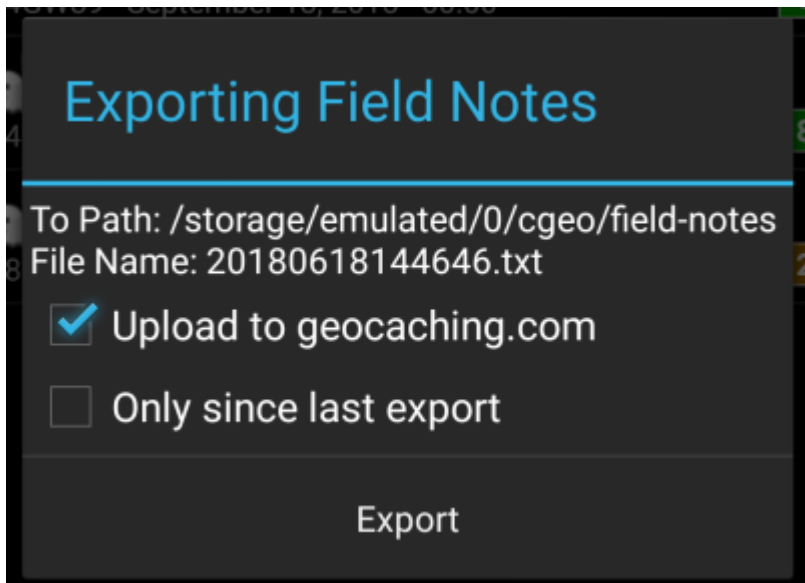 Exporting Field Notes
To Path: /storage/emulated/0/cgeo/field-notes
File Name: 20180618144646.txt
Upload to geocaching.com
Only since last export
Export